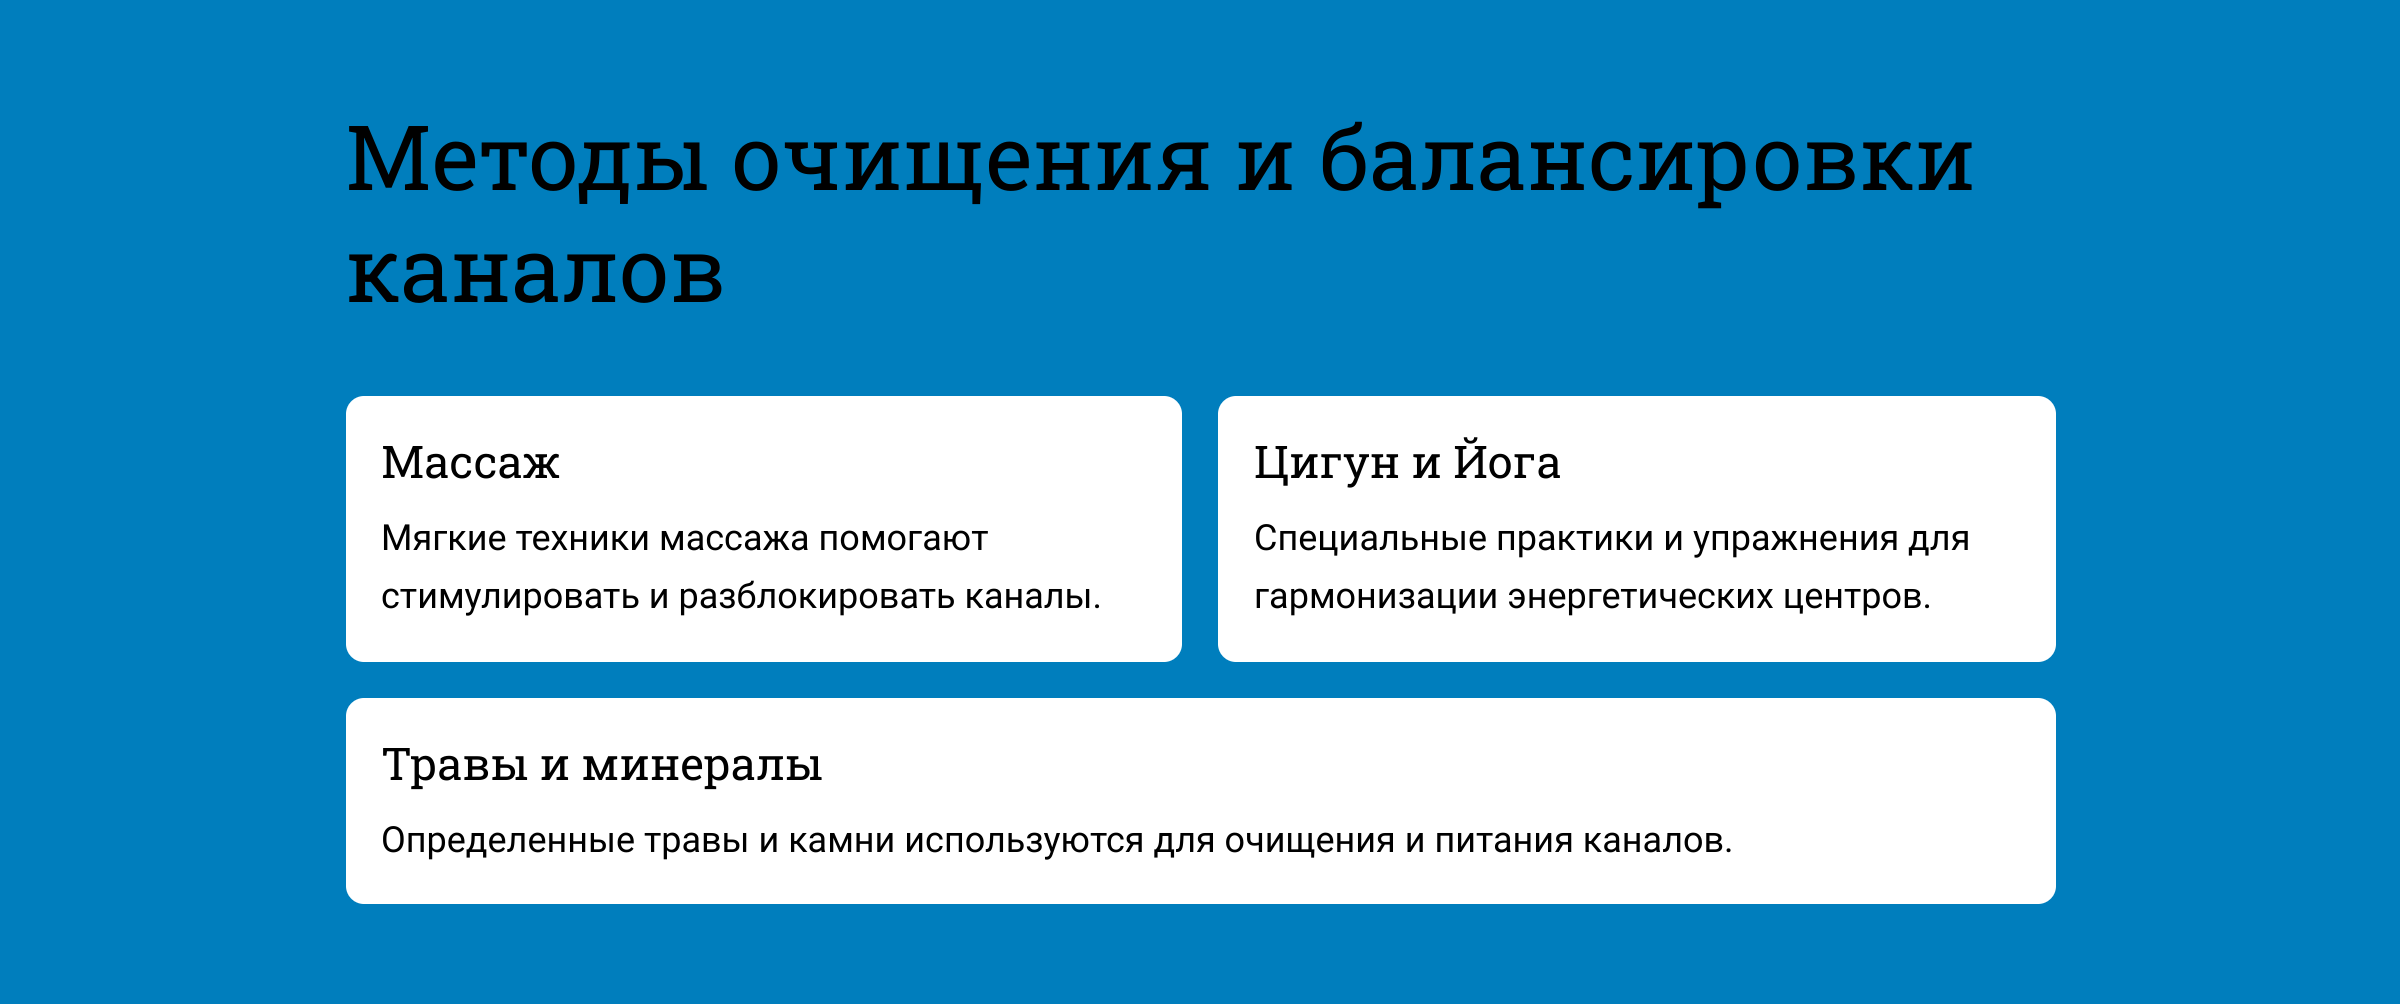 Методы очищения и балансировки
каналов
Массаж
Мягкие техники массажа помогают
стимулировать и разблокировать каналы.
Цигун и Йога
Специальные практики и упражнения для
гармонизации энергетических центров.
Травы и минералы
Определенные травы и камни используются для очищения и питания каналов.